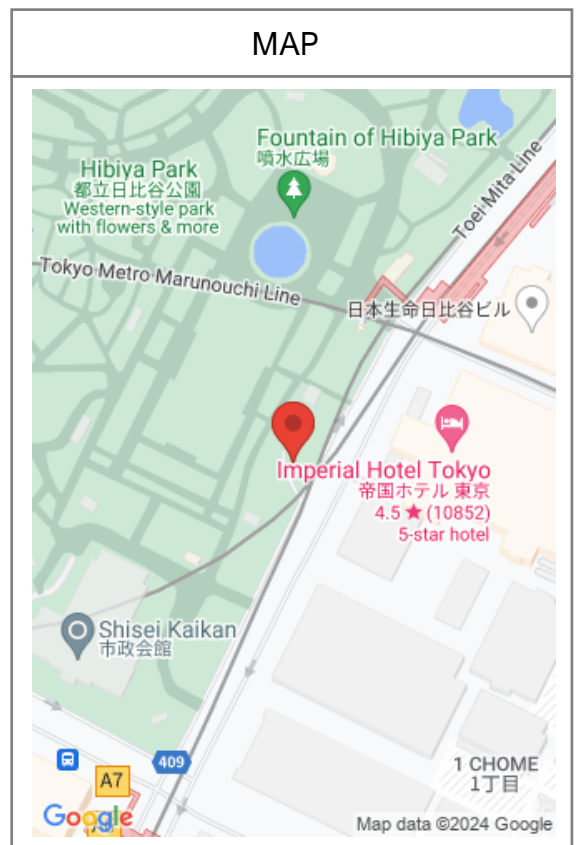 MAP
Fountain of Hibiya Park
噴水広場
Hibiya Park
都立日比谷公園
Western-style park
with flowers & more
Toei Mita Line
Tokyo Metro Marunouchi Line
日本生命日比谷ビル
Imperial Hotel Tokyo
帝国ホテル 東京
4.5 ★ (10852)
5-star hotel
Shisei Kaikan
市政会館
409
A7
1 CHOME
1丁目
Google
Map data ©2024 Google